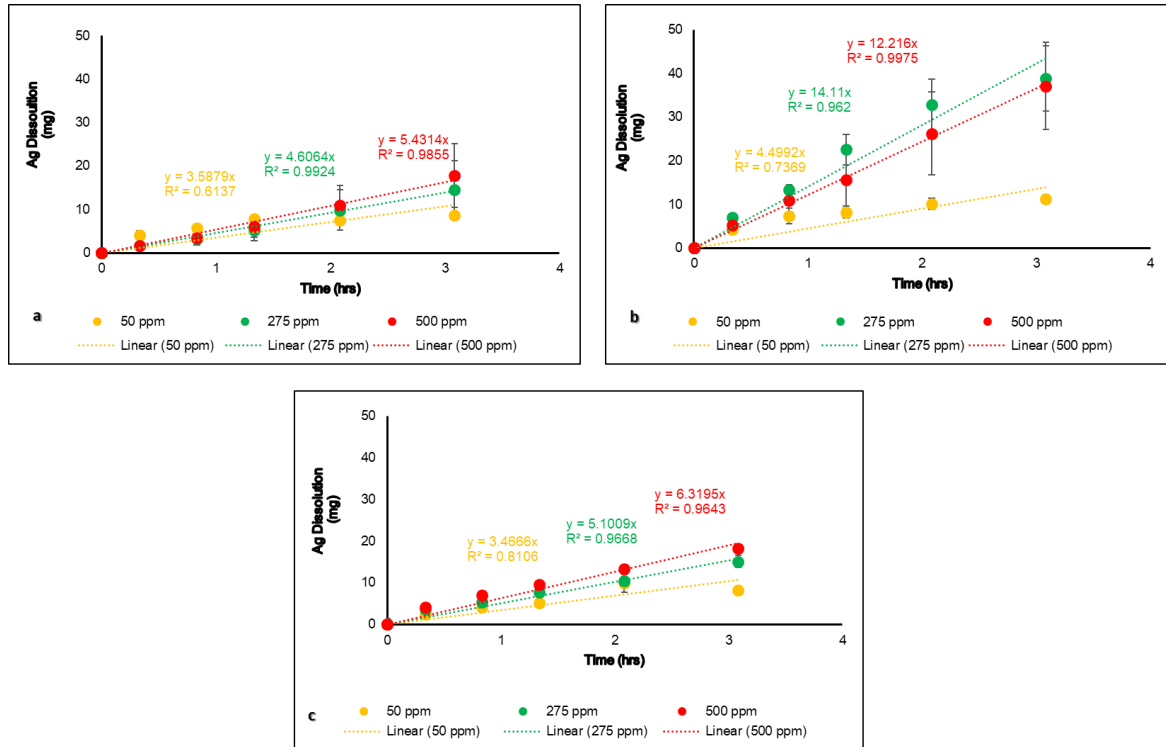 50
40
30
20
10
0
Ag Dissolution
(mg)
y = 3.5879x
R² = 0.6137
y = 4.6064x
R² = 0.9924
y = 5.4314x
R² = 0.9855
0 1 2 3 4
Time (hrs)
a
50 ppm 275 ppm 500 ppm
Linear (50 ppm) Linear (275 ppm) Linear (500 ppm)
50
40
30
20
10
0
Ag Dissolution
(mg)
y = 4.4992x
R² = 0.7369
y = 14.11x
R² = 0.962
y = 12.216x
R² = 0.9975
0 1 2 3 4
Time (hrs)
b
50 ppm 275 ppm 500 ppm
Linear (50 ppm) Linear (275 ppm) Linear (500 ppm)
50
40
30
20
10
0
Ag Dissolution
(mg)
y = 3.4666x
R² = 0.8106
y = 5.1009x
R² = 0.9668
y = 6.3195x
R² = 0.9643
0 1 2 3 4
Time (hrs)
c
50 ppm 275 ppm 500 ppm
Linear (50 ppm) Linear (275 ppm) Linear (500 ppm)